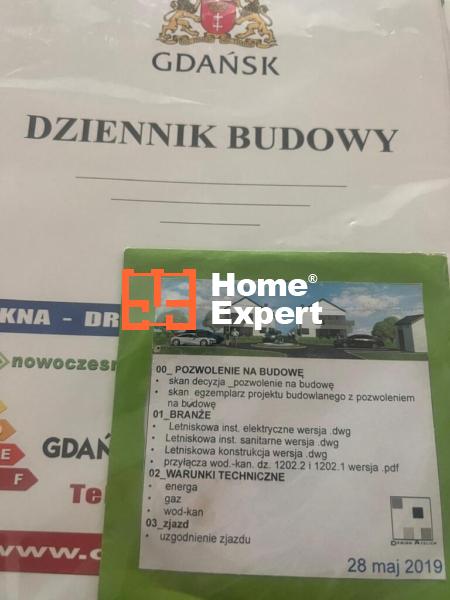 GDAŃSK
DZIENNIK BUDOWY
Home®
Expert
KNA - DR
nowoczesn
GDAŃ
E
F
Te
www.
00_ POZWOLENIE NA BUDOWĘ
• skan decyzja _pozwolenie na budowę
• skan egzemplarz projektu budowlanego z pozwoleniem
na budowę
01_BRANŻE
• Letniskowa inst. elektryczne wersja .dwg
• Letniskowa inst. sanitarne wersja .dwg
• Letniskowa konstrukcja wersja .dwg
• przyłącza wod.-kan. dz. 1202.2 i 1202.1 wersja .pdf
02_WARUNKI TECHNICZNE
• energa
• gaz
• wod-kan
03_zjazd
• uzgodnienie zjazdu
28 maj 2019